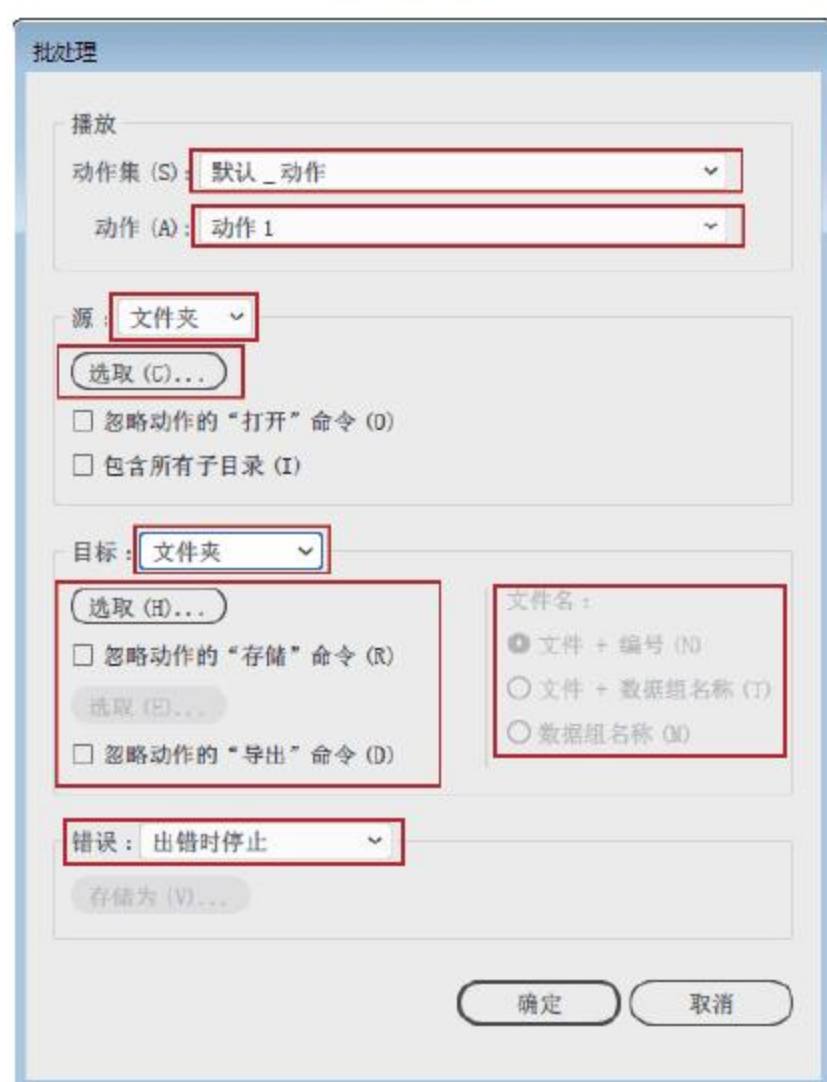 批处理
播放
动作集 (S): 默认_动作
动作 (A): 动作 1
源: 文件夹
选取 (C)...
忽略动作的“打开”命令 (O)
包含所有子目录 (I)
目标: 文件夹
选取 (H)...
忽略动作的“存储”命令 (R)
选取 (E)...
忽略动作的“导出”命令 (D)
文件名:
文件 + 编号 (N)
文件 + 数据组名称 (T)
数据组名称 (M)
错误: 出错时停止
存储为 (V)...
确定
取消